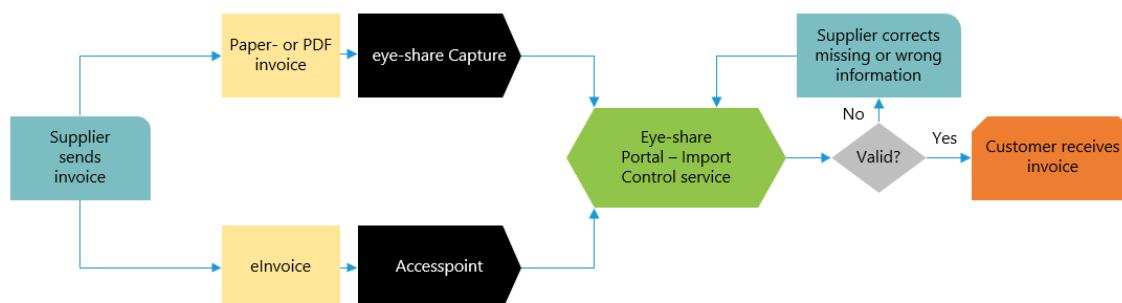 Supplier
sends
invoice
Paper- or PDF
invoice
eye-share Capture
eInvoice
Accesspoint
Eye-share
Portal – Import
Control service
Supplier corrects
missing or wrong
information
No
Valid?
Yes
Customer receives
invoice